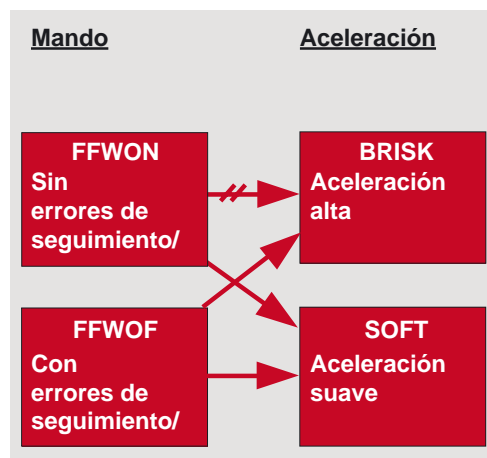 Mando
Aceleración
FFWON
Sin
errores de
seguimiento/
BRISK
Aceleración
alta
FFWOF
Con
errores de
seguimiento/
SOFT
Aceleración
suave